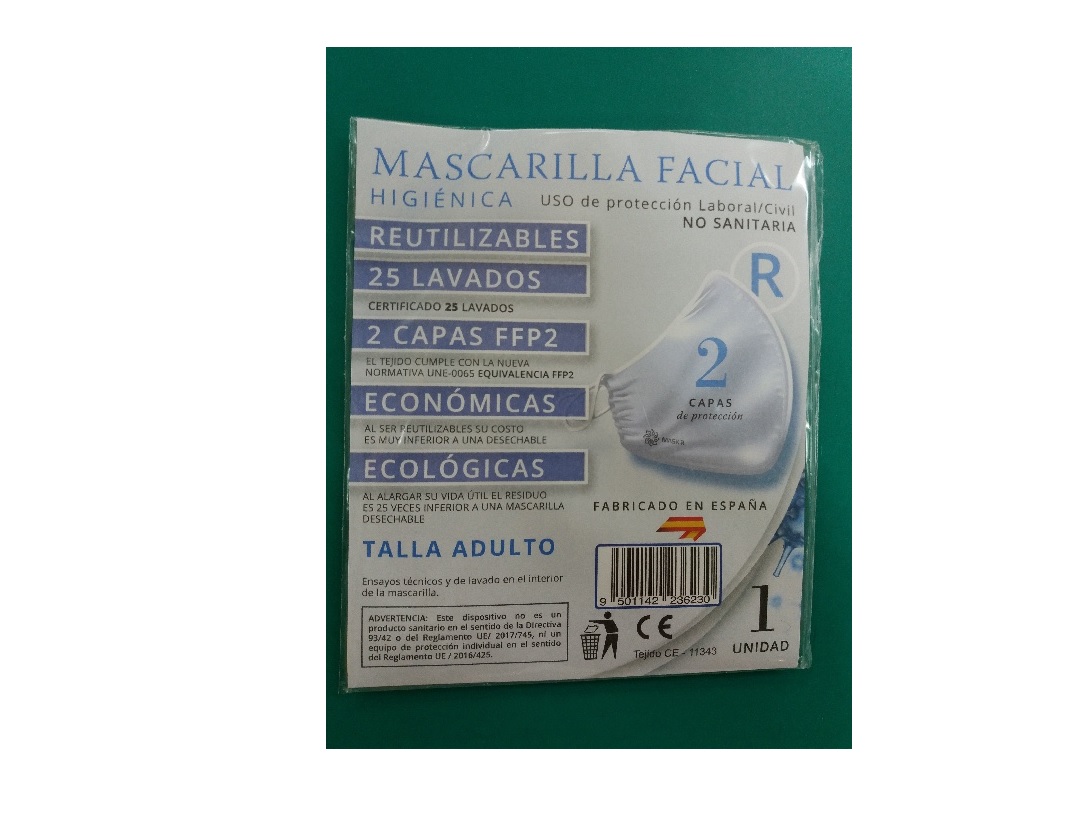 MASCARILLA FACIAL
HIGIÉNICA
USO de protección Laboral/Civil
NO SANITARIA
REUTILIZABLES
25 LAVADOS
CERTIFICADO 25 LAVADOS
2 CAPAS FFP2
EL TEJIDO CUMPLE CON LA NUEVA
NORMATIVA UNE-0065 EQUIVALENCIA FFP2
ECONÓMICAS
AL SER REUTILIZABLES SU COSTO
ES MUY INFERIOR A UNA DESECHABLE
ECOLÓGICAS
AL ALARGAR SU VIDA ÚTIL EL RESIDUO
ES 25 VECES INFERIOR A UNA MASCARILLA
DESECHABLE
TALLA ADULTO
Ensayos técnicos y de lavado en el interior
de la mascarilla.
ADVERTENCIA: Este dispositivo no es un
producto sanitario en el sentido de la Directiva
93/42 o del Reglamento UE/ 2017/745, ni un
equipo de protección individual en el sentido
del Reglamento UE / 2016/425.
R
2
CAPAS
de protección
FABRICADO EN ESPAÑA
9 501142 236230
CE
Tejido CE - 11343
1
UNIDAD